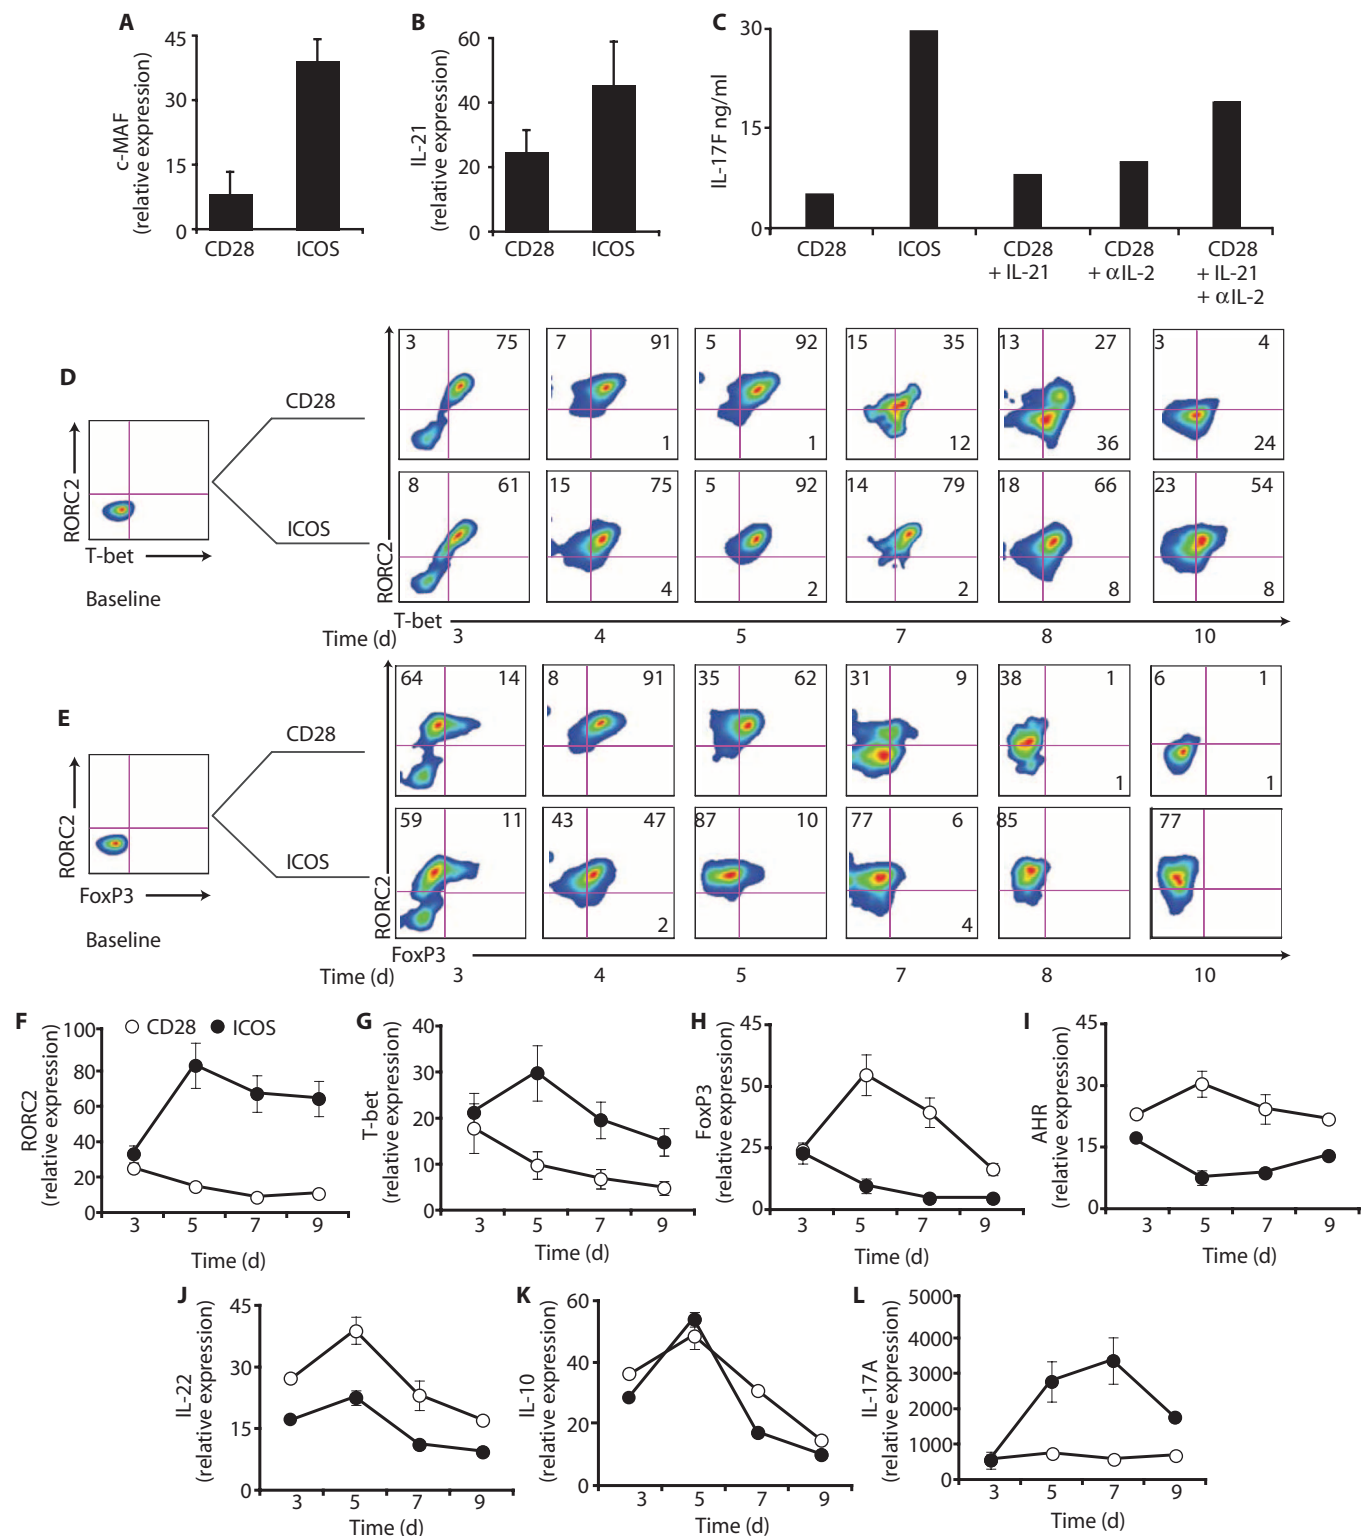 A
c-MAF
(relative expression)
45
30
15
0
CD28 ICOS
B
IL-21
(relative expression)
60
40
20
0
CD28 ICOS
C
IL-17F ng/ml
30
15
0
CD28 ICOS CD28 CD28 CD28
+ IL-21 + αIL-2 + IL-21
+ αIL-2
D
RORC2
T-bet
Baseline
CD28
ICOS
RORC2
3 75 7 91 5 92 15 35 13 27 3 4
1 1 12 36 24
8 61 15 75 5 92 14 79 18 66 23 54
4 2 2 8 8
T-bet
Time (d) 3 4 5 7 8 10
E
RORC2
FoxP3
Baseline
CD28
ICOS
RORC2
64 14 8 91 35 62 31 9 38 1 6 1
1 1
59 11 43 47 87 10 77 6 85 77
2 4
FoxP3
Time (d) 3 4 5 7 8 10
F
RORC2
(relative expression)
CD28 ICOS
100
80
60
40
20
0
3 5 7 9
Time (d)
G
T-bet
(relative expression)
40
30
20
10
0
3 5 7 9
Time (d)
H
FoxP3
(relative expression)
45
50
25
0
3 5 7 9
Time (d)
I
AHR
(relative expression)
45
30
15
0
3 5 7 9
Time (d)
J
IL-22
(relative expression)
45
30
15
0
3 5 7 9
Time (d)
K
IL-10
(relative expression)
60
40
20
0
3 5 7 9
Time (d)
L
IL-17A
(relative expression)
5000
4000
3000
2000
1000
0
3 5 7 9
Time (d)